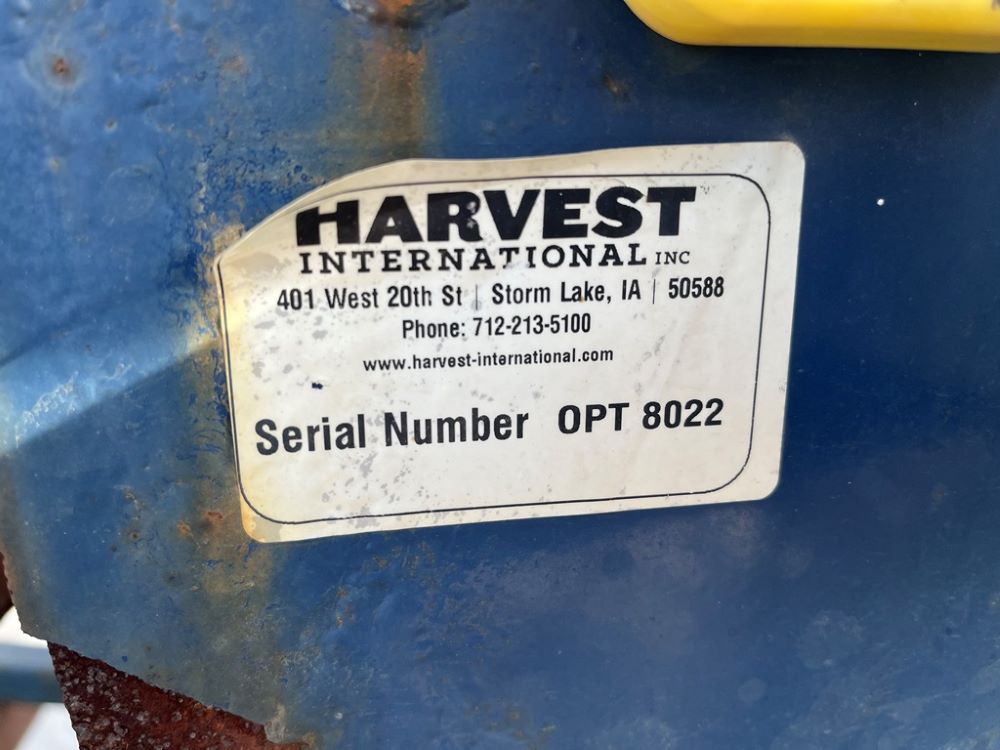 HARVEST
INTERNATIONAL INC
401 West 20th St | Storm Lake, IA | 50588
Phone: 712-213-5100
www.harvest-international.com
Serial Number OPT 8022